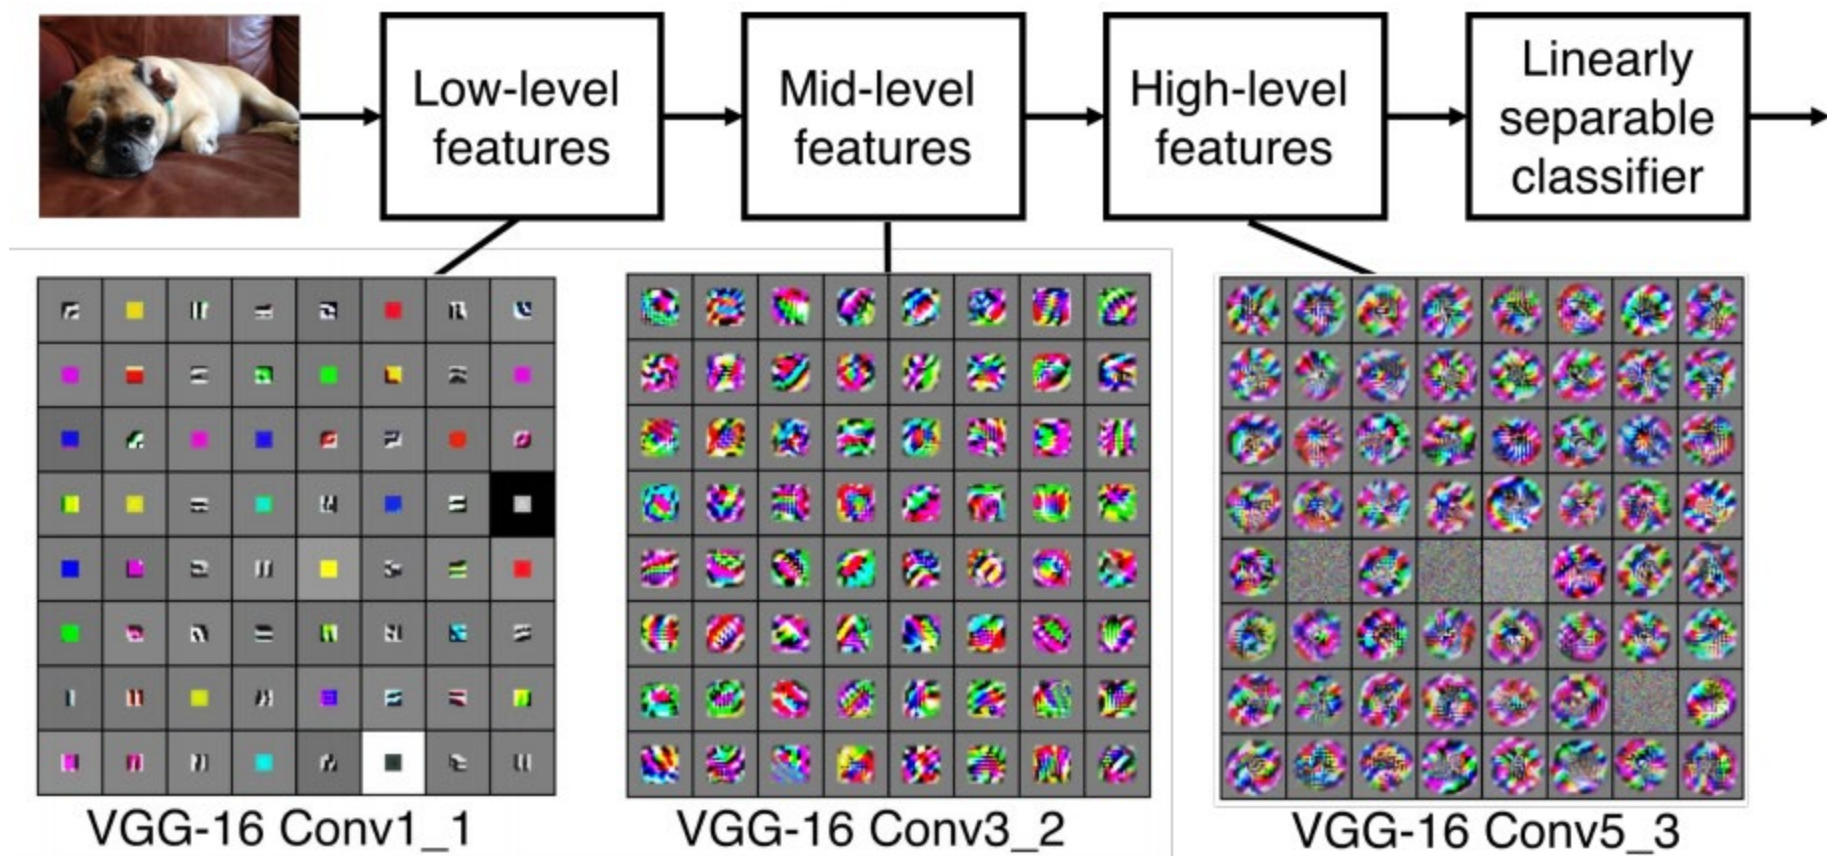 Low-level
features
Mid-level
features
High-level
features
Linearly
separable
classifier
VGG-16 Conv1_1
VGG-16 Conv3_2
VGG-16 Conv5_3